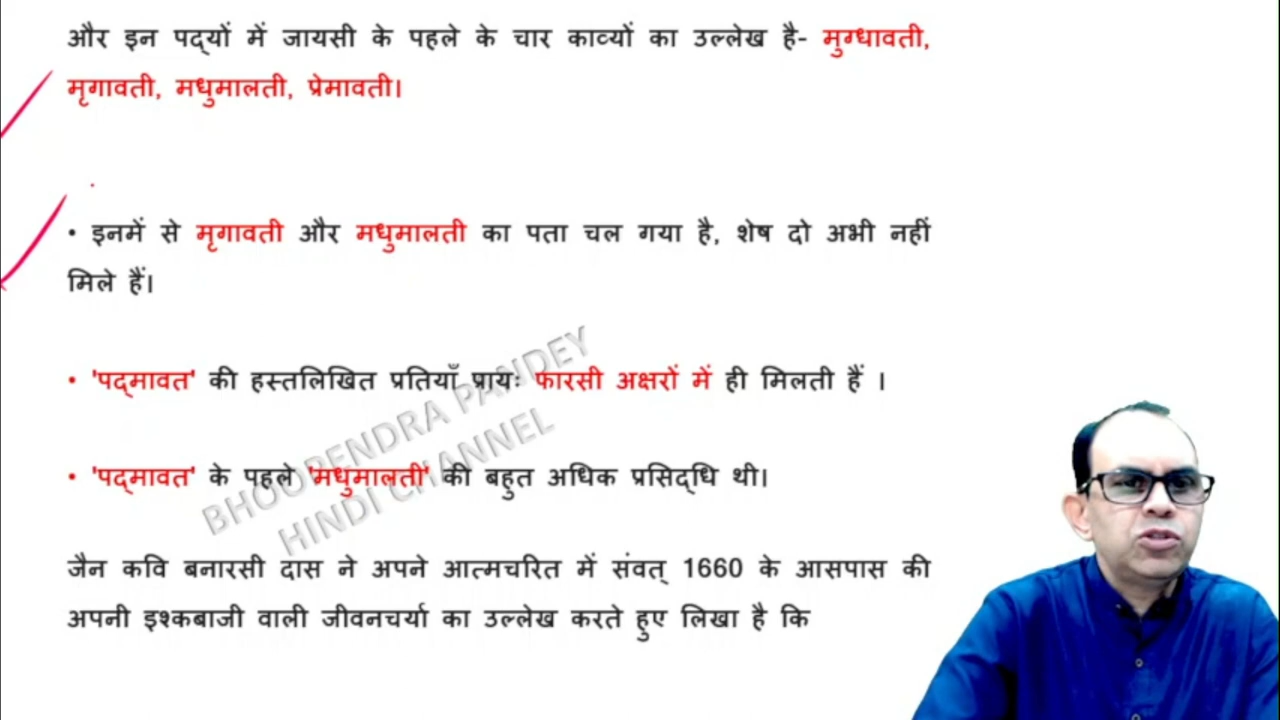 और इन पद्यों में जायसी के पहले के चार काव्यों का उल्लेख है- मुग्धावती,
मृगावती, मधुमालती, प्रेमावती।
• इनमें से मृगावती और मधुमालती का पता चल गया है, शेष दो अभी नहीं
मिले हैं।
• 'पद्मावत' की हस्तलिखित प्रतियाँ प्रायः फारसी अक्षरों में ही मिलती हैं ।
• 'पद्मावत' के पहले 'मधुमालती' की बहुत अधिक प्रसिद्धि थी।
BHOOPENDRA PANDEY
HINDI CHANNEL
जैन कवि बनारसी दास ने अपने आत्मचरित में संवत् 1660 के आसपास की
अपनी इश्कबाजी वाली जीवनचर्या का उल्लेख करते हुए लिखा है कि